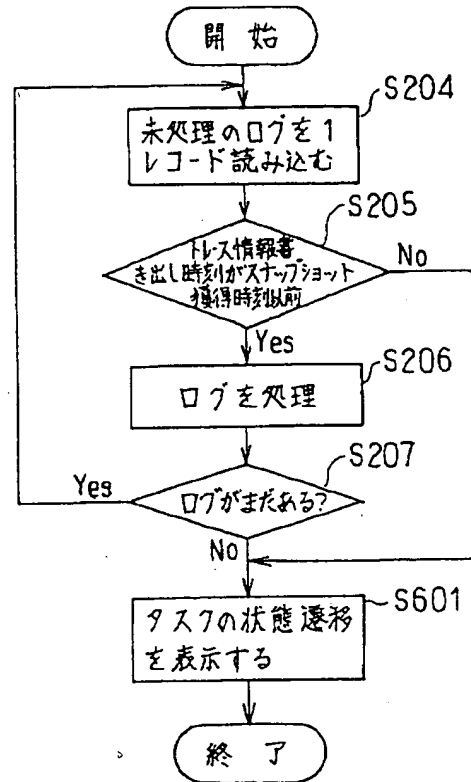 開始
S204
未処理のログを1
レコード読み込む
S205
トレース情報書
き出し時刻がスナップショット
獲得時刻以前
No
Yes
S206
ログを処理
S207
Yes
ログがまだある?
No
S601
タスクの状態遷移
を表示する
終了